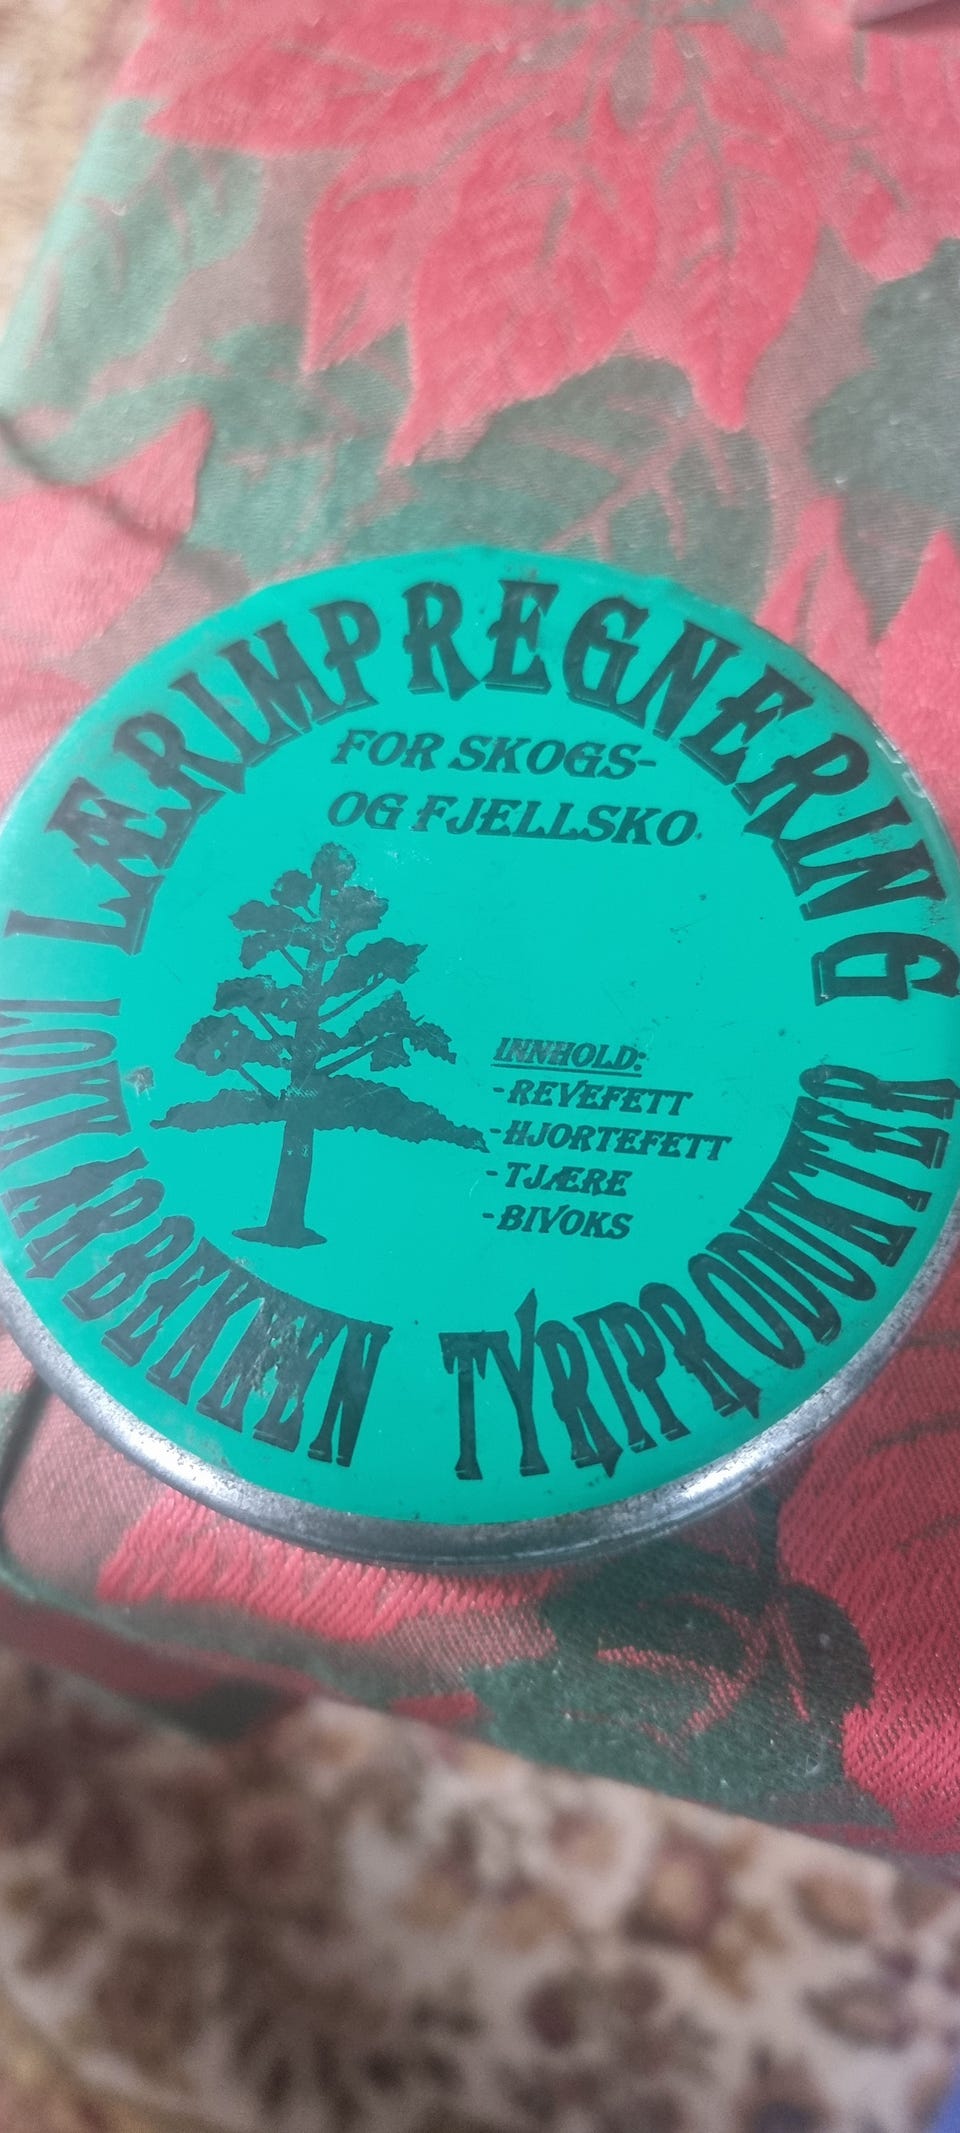 LÆRIMPREGNERING
FOR SKOGS-
OG FJELLSKO
INNHOLD:
-REVEFETT
-HJORTEFETT
-TJÆRE
-BIVOKS
TYRIPRODUKTER